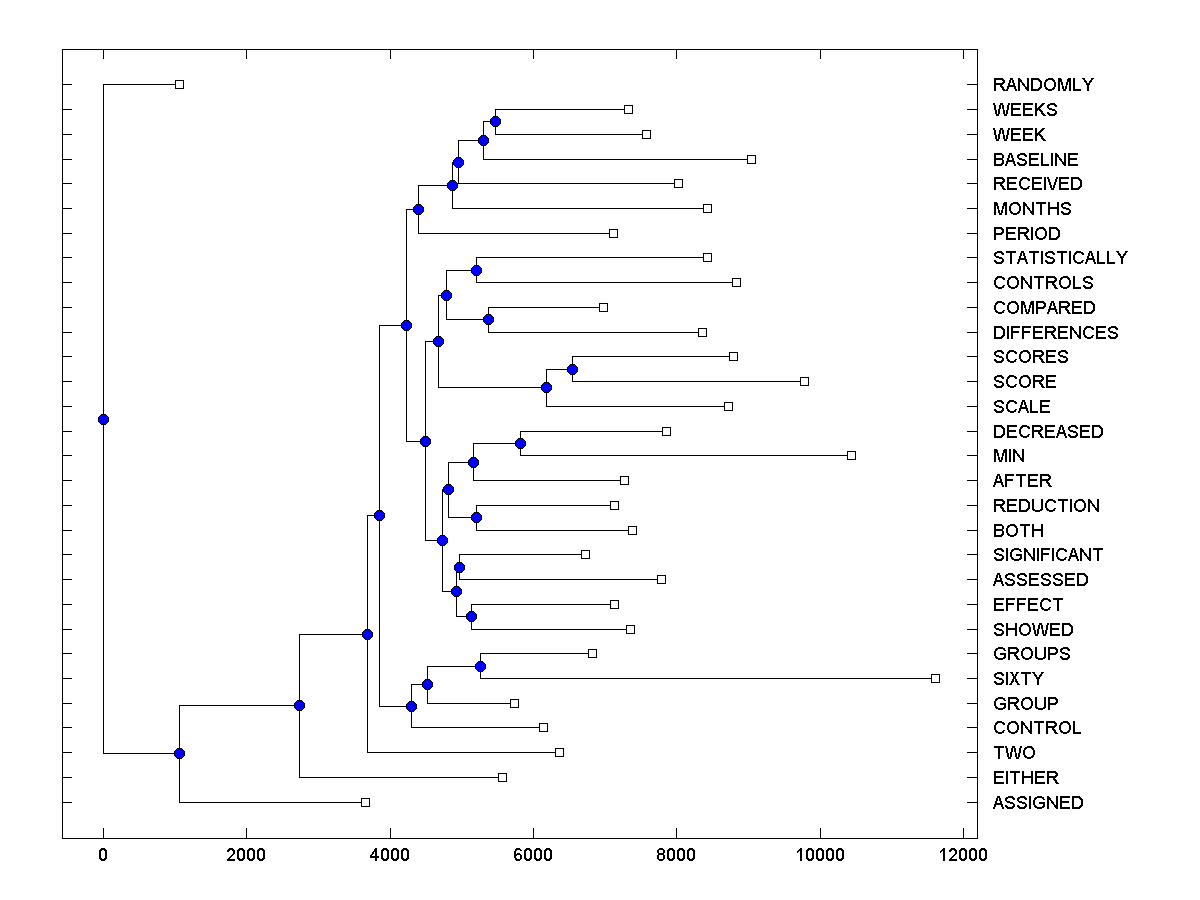 RANDOMLY
WEEKS
WEEK
BASELINE
RECEIVED
MONTHS
PERIOD
STATISTICALLY
CONTROLS
COMPARED
DIFFERENCES
SCORES
SCORE
SCALE
DECREASED
MIN
AFTER
REDUCTION
BOTH
SIGNIFICANT
ASSESSED
EFFECT
SHOWED
GROUPS
SIXTY
GROUP
CONTROL
TWO
EITHER
ASSIGNED
0 2000 4000 6000 8000 10000 12000